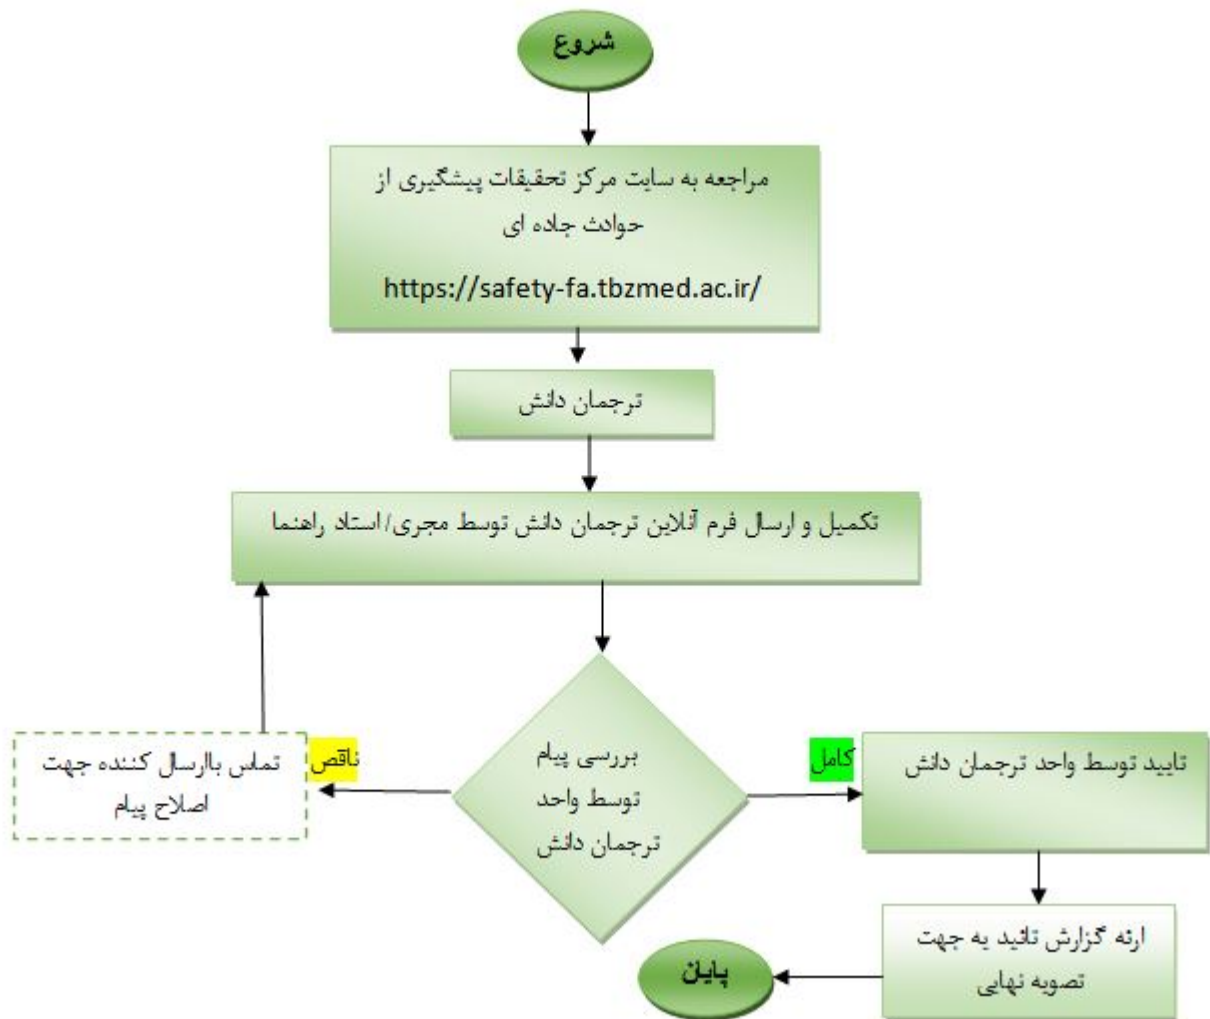 شروع
مراجعه به سایت مرکز تحقیقات پیشگیری از
حوادث جاده ای
https://safety-fa.tbzmed.ac.ir/
ترجمان دانش
تکمیل و ارسال فرم آنلاین ترجمان دانش توسط مجری/ استاد راهنما
بررسی پیام
توسط واحد
ترجمان دانش
کامل
تایید توسط واحد ترجمان دانش
ناقص
تماس باارسال کننده جهت
اصلاح پیام
ارئه گزارش تائید یه جهت
تصویه نهایی
پایان